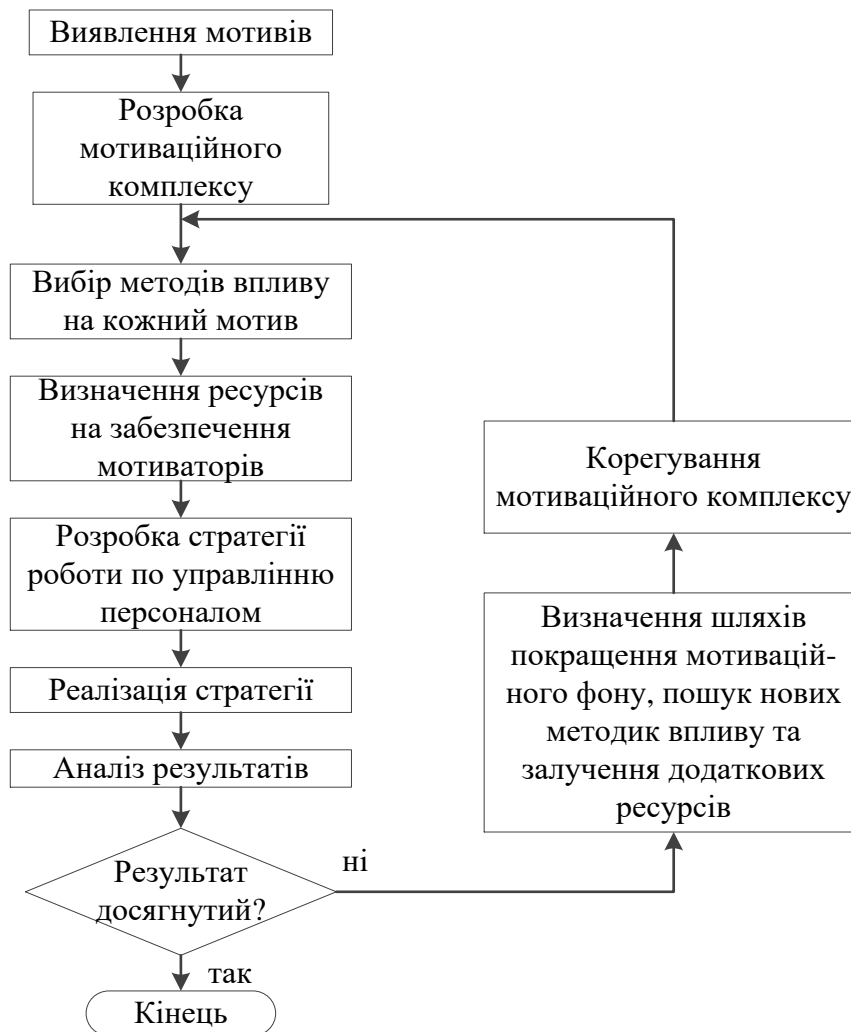 Виявлення мотивів
Розробка
мотиваційного
комплексу
Вибір методів впливу
на кожний мотив
Визначення ресурсів
на забезпечення
мотиваторів
Розробка стратегії
роботи по управлінню
персоналом
Реалізація стратегії
Аналіз результатів
Результат
досягнутий?
так
Кінець
ні
Визначення шляхів
покращення мотивацій-
ного фону, пошук нових
методик впливу та
залучення додаткових
ресурсів
Корегування
мотиваційного комплексу